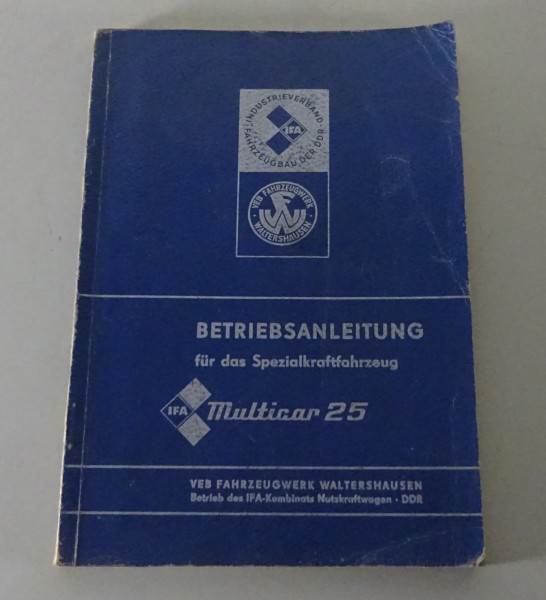 INDUSTRIEVERBAND·
FAHRZEUGBAU DER DDR
IFA
VEB FAHRZEUGWERK
· WALTERSHAUSEN ·
FW
BETRIEBSANLEITUNG
für das Spezialkraftfahrzeug
IFA Multicar 25
VEB FAHRZEUGWERK WALTERSHAUSEN
Betrieb des IFA-Kombinats Nutzkraftwagen · DDR